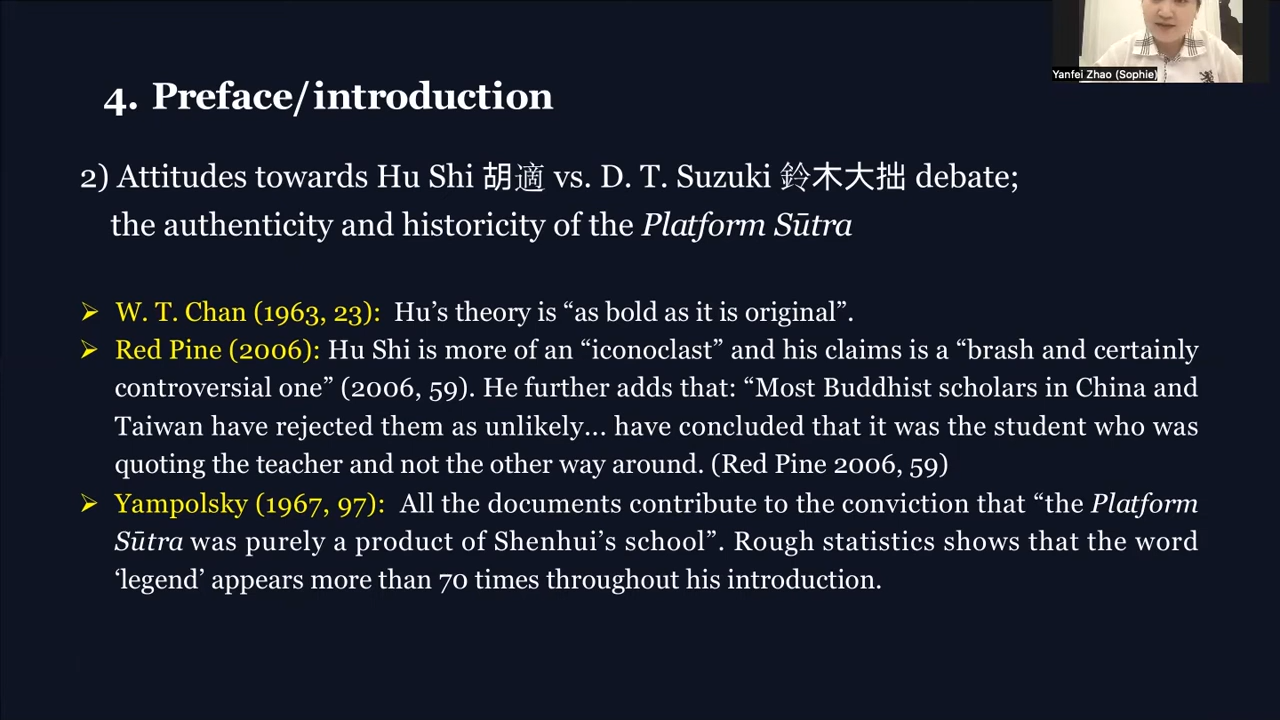 Yanfei Zhao (Sophie)
4. Preface/introduction
2) Attitudes towards Hu Shi 胡適 vs. D. T. Suzuki 鈴木大拙 debate;
the authenticity and historicity of the Platform Sūtra
➢ W. T. Chan (1963, 23): Hu’s theory is “as bold as it is original”.
➢ Red Pine (2006): Hu Shi is more of an “iconoclast” and his claims is a “brash and certainly
controversial one” (2006, 59). He further adds that: “Most Buddhist scholars in China and
Taiwan have rejected them as unlikely... have concluded that it was the student who was
quoting the teacher and not the other way around. (Red Pine 2006, 59)
➢ Yampolsky (1967, 97): All the documents contribute to the conviction that “the Platform
Sūtra was purely a product of Shenhui’s school”. Rough statistics shows that the word
‘legend’ appears more than 70 times throughout his introduction.